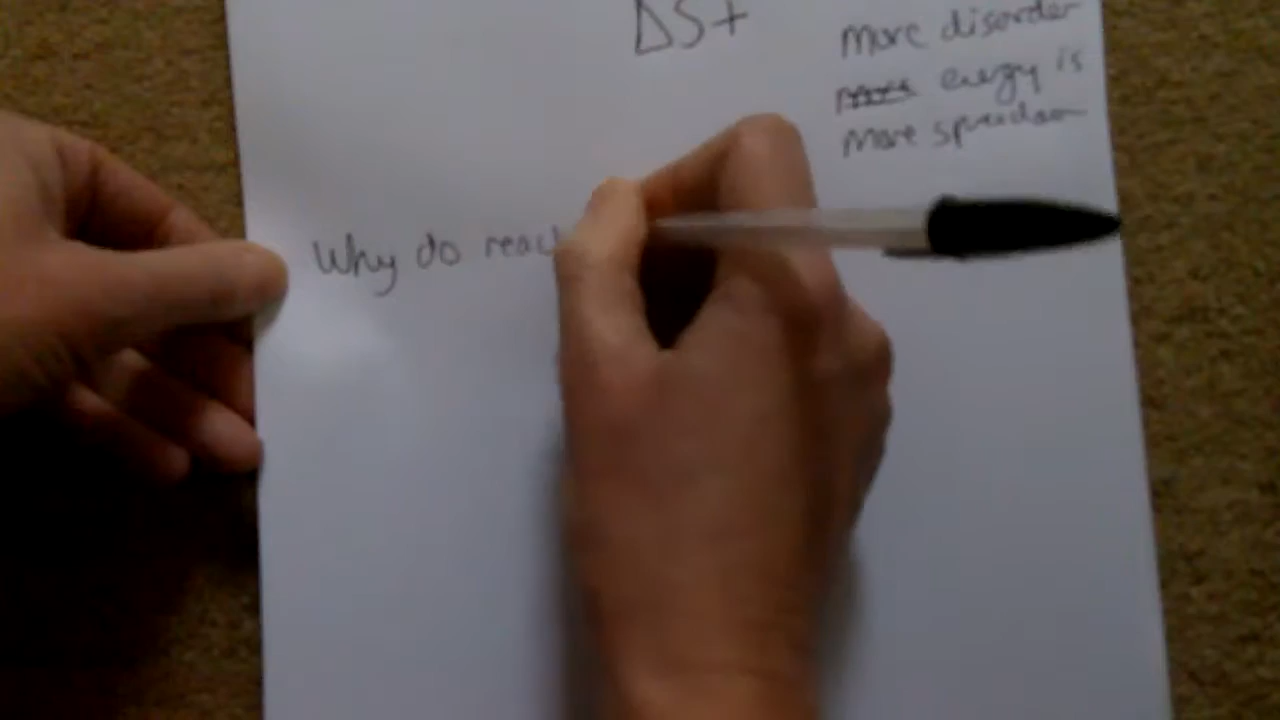 ΔS+
more disorder
energy is
more spread
Why do reac